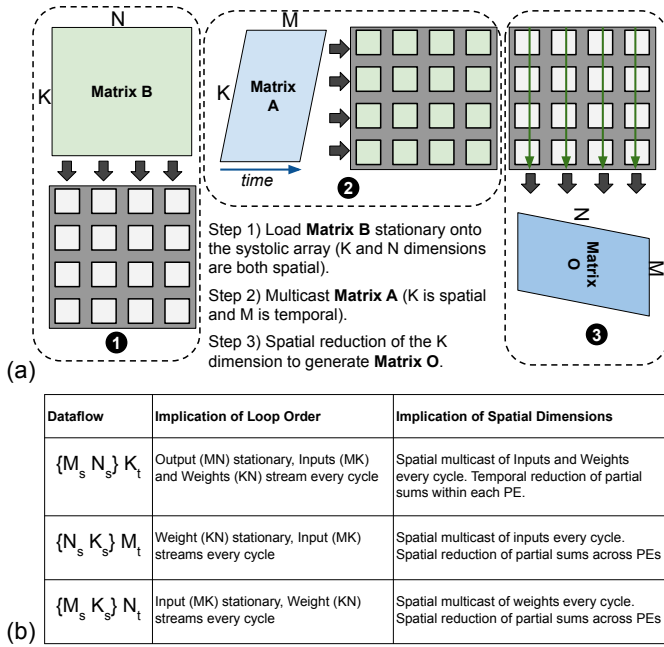 N
K
Matrix B
1
M
K
Matrix
A
time
2
N
Matrix
O
M
3
Step 1) Load Matrix B stationary onto
the systolic array (K and N dimensions
are both spatial).
Step 2) Multicast Matrix A (K is spatial
and M is temporal).
Step 3) Spatial reduction of the K
dimension to generate Matrix O.
(a)
Dataflow Implication of Loop Order Implication of Spatial Dimensions
{Mₛ Nₛ} Kₜ
Output (MN) stationary, Inputs (MK)
and Weights (KN) stream every cycle
Spatial multicast of Inputs and Weights
every cycle. Temporal reduction of partial
sums within each PE.
{Nₛ Kₛ} Mₜ
Weight (KN) stationary, Input (MK)
streams every cycle
Spatial multicast of inputs every cycle.
Spatial reduction of partial sums across PEs
{Mₛ Kₛ} Nₜ
Input (MK) stationary, Weight (KN)
streams every cycle
Spatial multicast of weights every cycle.
Spatial reduction of partial sums across PEs
(b)